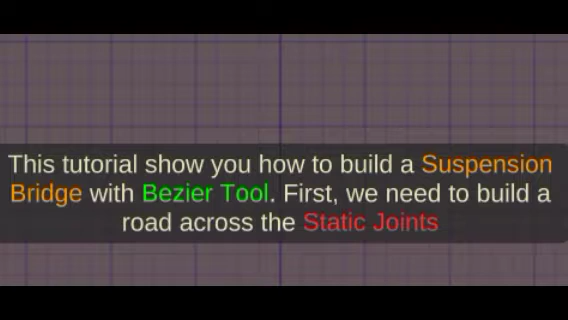 This tutorial show you how to build a Suspension
Bridge with Bezier Tool. First, we need to build a
road across the Static Joints